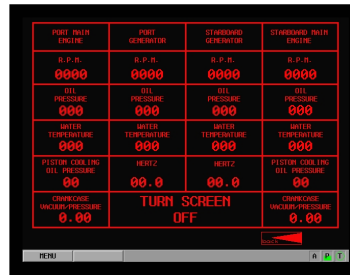 PORT MAIN ENGINE
PORT GENERATOR
STARBOARD GENERATOR
STARBOARD MAIN ENGINE
R.P.M.
R.P.M.
R.P.M.
R.P.M.
0000
0000
0000
0000
OIL PRESSURE
OIL PRESSURE
OIL PRESSURE
OIL PRESSURE
000
000
000
000
WATER TEMPERATURE
WATER TEMPERATURE
WATER TEMPERATURE
WATER TEMPERATURE
000
000
000
000
PISTON COOLING OIL PRESSURE
HERTZ
HERTZ
PISTON COOLING OIL PRESSURE
00
00.0
00.0
00
CRANKCASE VACUUM/PRESSURE
TURN SCREEN
OFF
CRANKCASE VACUUM/PRESSURE
0.00
0.00
MENU
A P T